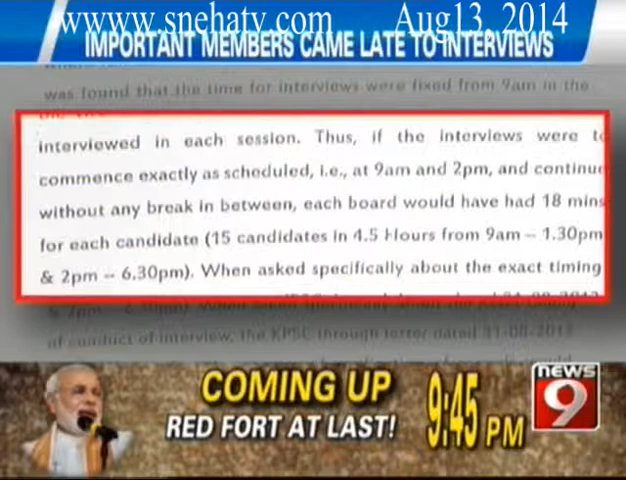 www.snehatv.com Aug13, 2014
IMPORTANT MEMBERS CAME LATE TO INTERVIEWS
was found that the time for interviews were fixed from 9am in the
interviewed in each session. Thus, if the interviews were to
commence exactly as scheduled, i.e., at 9am and 2pm, and continue
without any break in between, each board would have had 18 mins
for each candidate (15 candidates in 4.5 Hours from 9am – 1.30pm
& 2pm – 6.30pm). When asked specifically about the exact timing
of conduct of interview, the KPSC through letter dated 31-08-2013
COMING UP
RED FORT AT LAST!
9:45 PM
NEWS
9